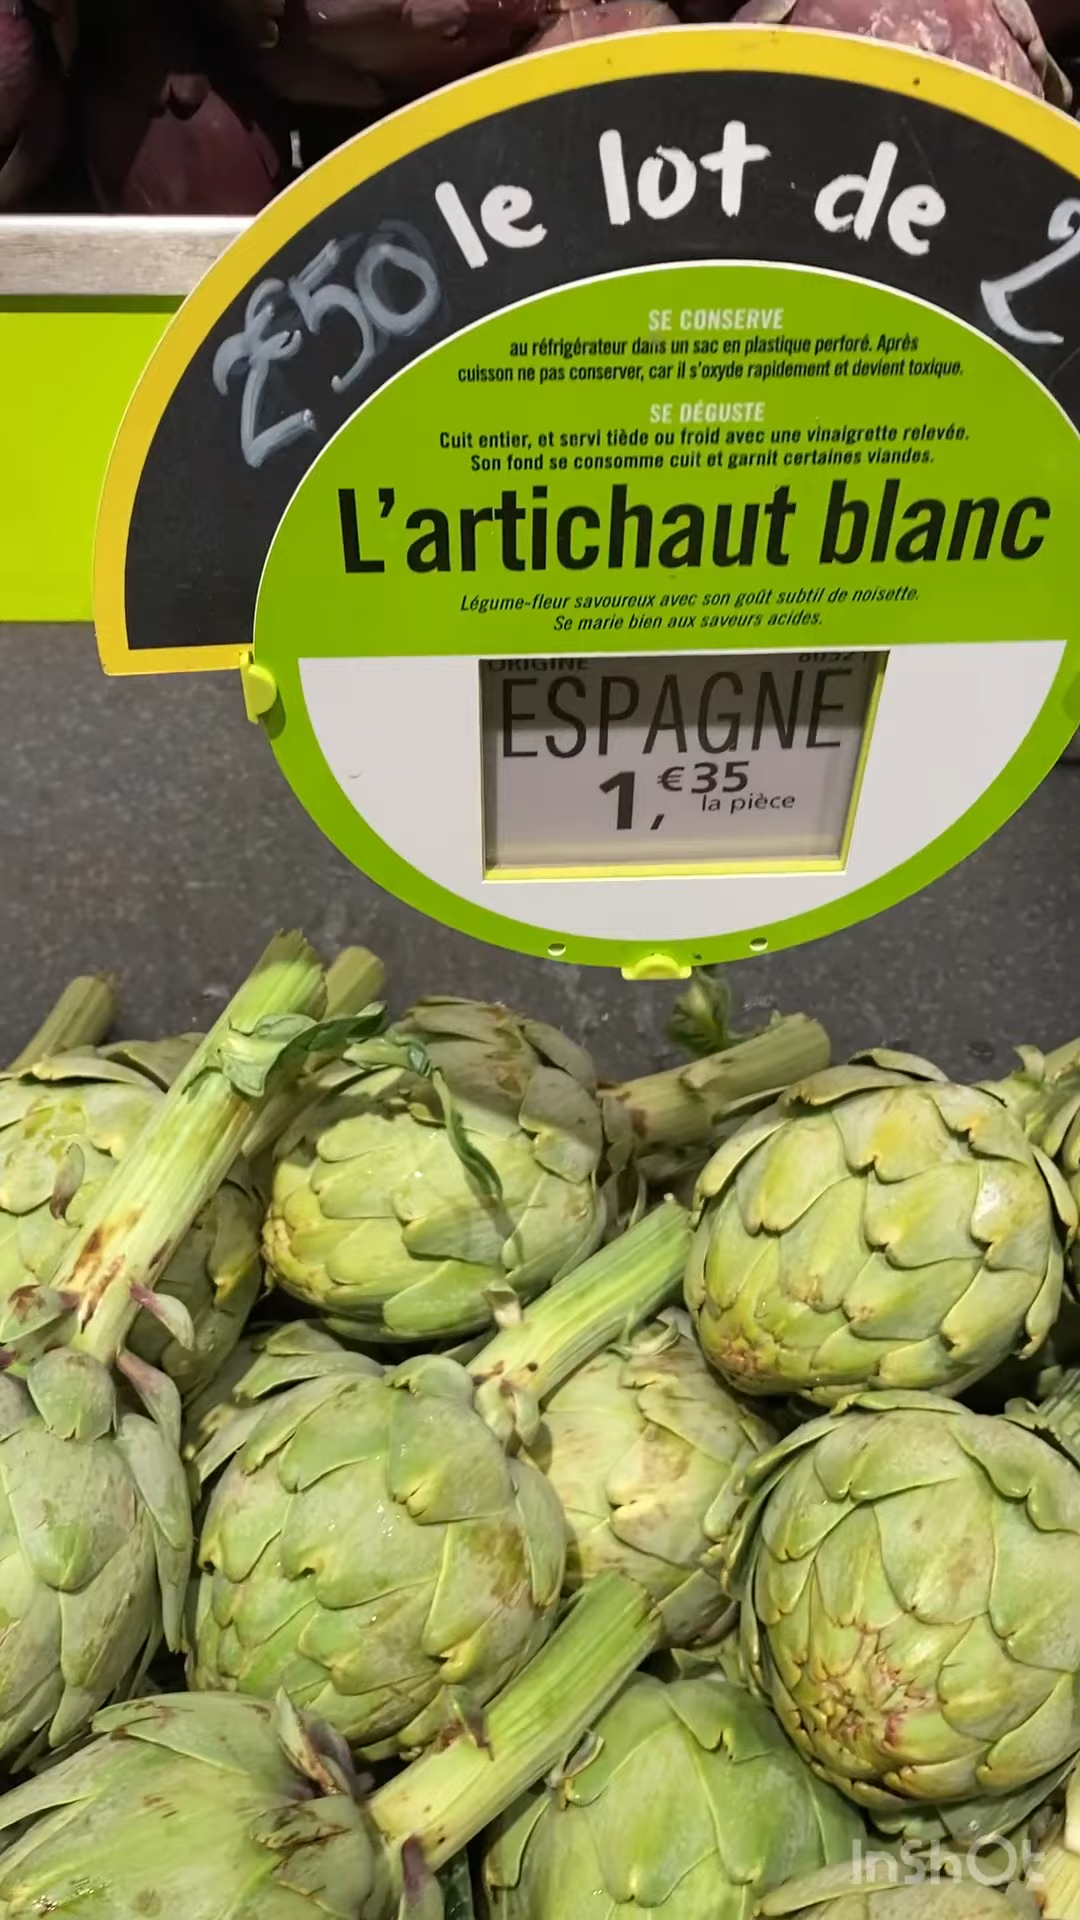 2€50 le lot de 2
SE CONSERVE
au réfrigérateur dans un sac en plastique perforé. Après
cuisson ne pas conserver, car il s'oxyde rapidement et devient toxique.
SE DÉGUSTE
Cuit entier, et servi tiède ou froid avec une vinaigrette relevée.
Son fond se consomme cuit et garnit certaines viandes.
L'artichaut blanc
Légume-fleur savoureux avec son goût subtil de noisette.
Se marie bien aux saveurs acides.
ORIGINE
ESPAGNE
1,€35
la pièce
InShOt